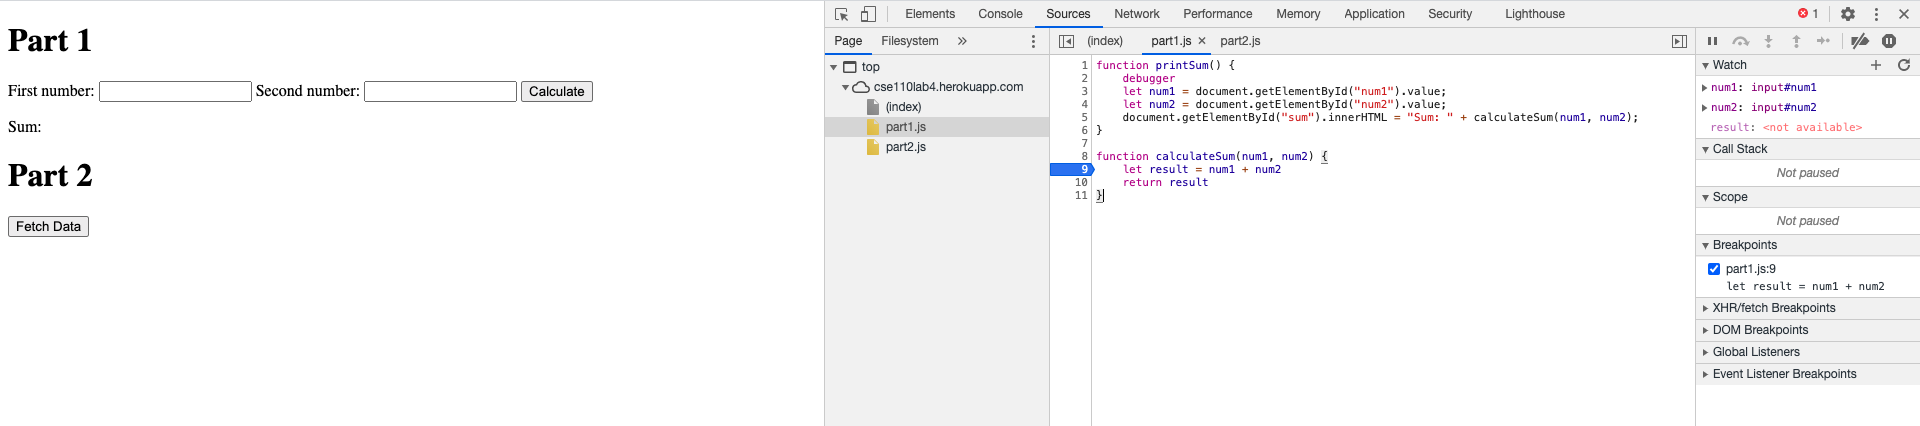 Part 1
First number: Second number: Calculate
Sum:
Part 2
Fetch Data
Elements Console Sources Network Performance Memory Application Security Lighthouse 1
Page Filesystem »
top
cse110lab4.herokuapp.com
(index)
part1.js
part2.js
(index) part1.js × part2.js
1 function printSum() {
2 debugger
3 let num1 = document.getElementById("num1").value;
4 let num2 = document.getElementById("num2").value;
5 document.getElementById("sum").innerHTML = "Sum: " + calculateSum(num1, num2);
6 }
7
8 function calculateSum(num1, num2) {
9 let result = num1 + num2
10 return result
11 }
Watch
num1: input#num1
num2: input#num2
result: <not available>
Call Stack
Not paused
Scope
Not paused
Breakpoints
part1.js:9
let result = num1 + num2
XHR/fetch Breakpoints
DOM Breakpoints
Global Listeners
Event Listener Breakpoints